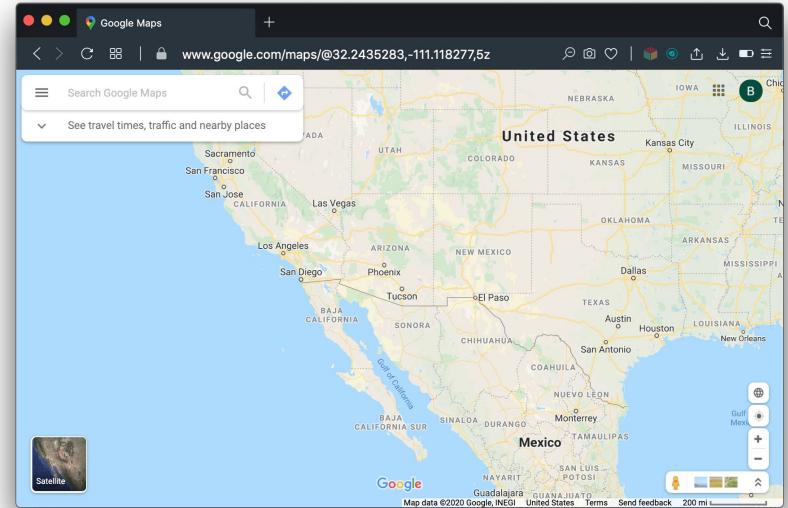 Google Maps
www.google.com/maps/@32.2435283,-111.118277,5z
Search Google Maps
See travel times, traffic and nearby places
B
Chic
IOWA
NEBRASKA
ILLINOIS
VADA
United States
Kansas City
UTAH
COLORADO
KANSAS
MISSOURI
Sacramento
San Francisco
San Jose
CALIFORNIA
Las Vegas
N
OKLAHOMA
TE
ARKANSAS
Los Angeles
ARIZONA
NEW MEXICO
MISSISSIPPI
San Diego
Phoenix
Dallas
A
Tucson
El Paso
TEXAS
BAJA
CALIFORNIA
SONORA
Austin
Houston
LOUISIANA
New Orleans
CHIHUAHUA
San Antonio
Gulf of California
COAHUILA
NUEVO LEON
BAJA
CALIFORNIA SUR
SINALOA
DURANGO
Monterrey
Gulf
Mexi
Mexico
TAMAULIPAS
Satellite
SAN LUIS
POTOSI
NAYARIT
Google
Guadalajara
GUANAJUATO
Map data ©2020 Google, INEGI United States Terms Send feedback 200 mi